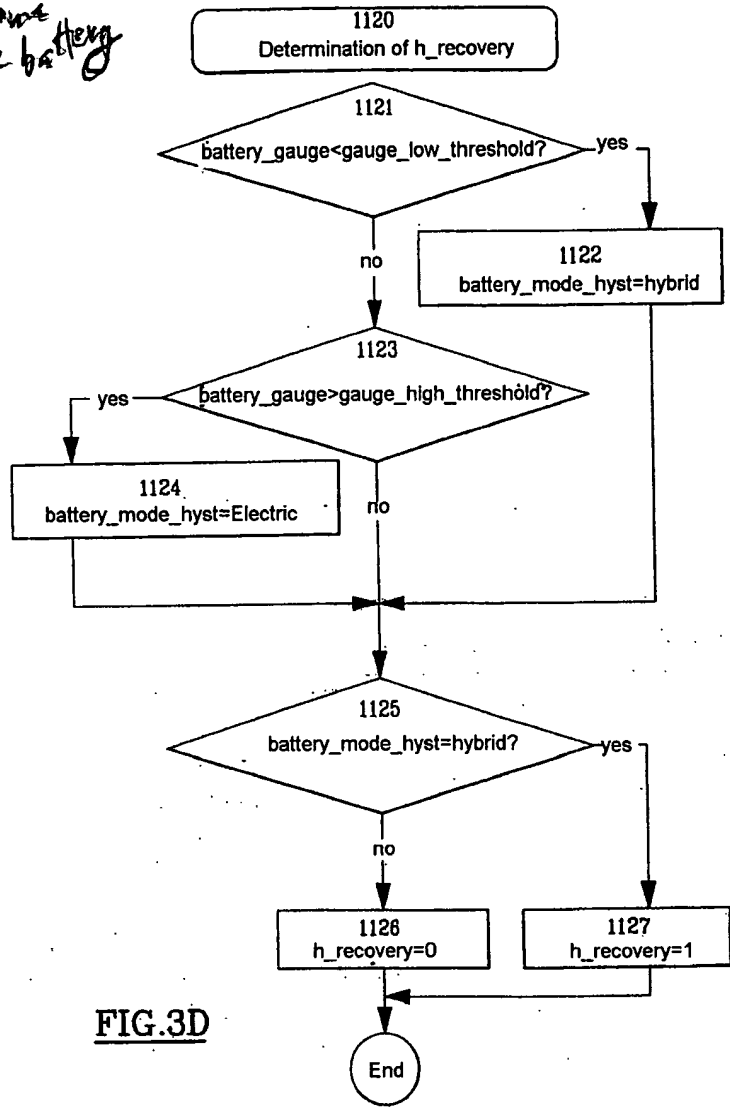 battery
1120
Determination of h_recovery
1121
battery_gauge<gauge_low_threshold?
yes
1122
battery_mode_hyst=hybrid
no
1123
battery_gauge>gauge_high_threshold?
yes
1124
battery_mode_hyst=Electric
no
1125
battery_mode_hyst=hybrid?
yes
no
1126
h_recovery=0
1127
h_recovery=1
FIG.3D
End